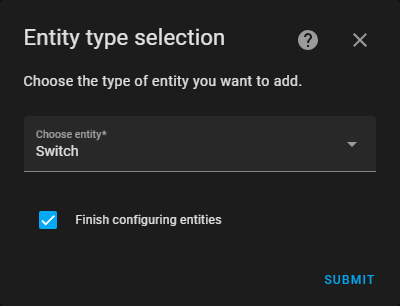 Entity type selection
Choose the type of entity you want to add.
Choose entity*
Switch
Finish configuring entities
SUBMIT